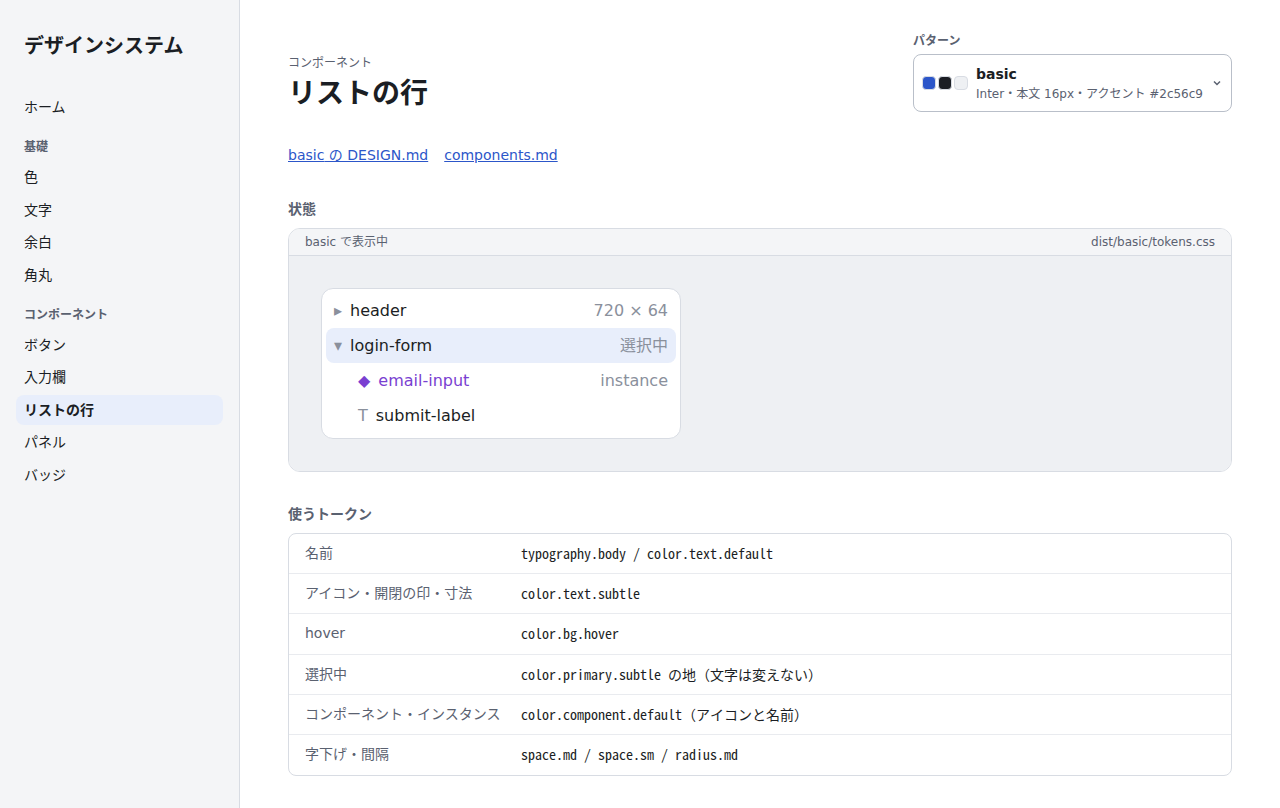 デザインシステム
ホーム
基礎
色
文字
余白
角丸
コンポーネント
ボタン
入力欄
リストの行
パネル
バッジ
コンポーネント
リストの行
パターン
basic
Inter・本文 16px・アクセント #2c56c9
basic の DESIGN.md components.md
状態
basic で表示中 dist/basic/tokens.css
▸ header 720 × 64
▾ login-form 選択中
◆ email-input instance
T submit-label
使うトークン
名前 typography.body / color.text.default
アイコン・開閉の印・寸法 color.text.subtle
hover color.bg.hover
選択中 color.primary.subtle の地（文字は変えない）
コンポーネント・インスタンス color.component.default（アイコンと名前）
字下げ・間隔 space.md / space.sm / radius.md